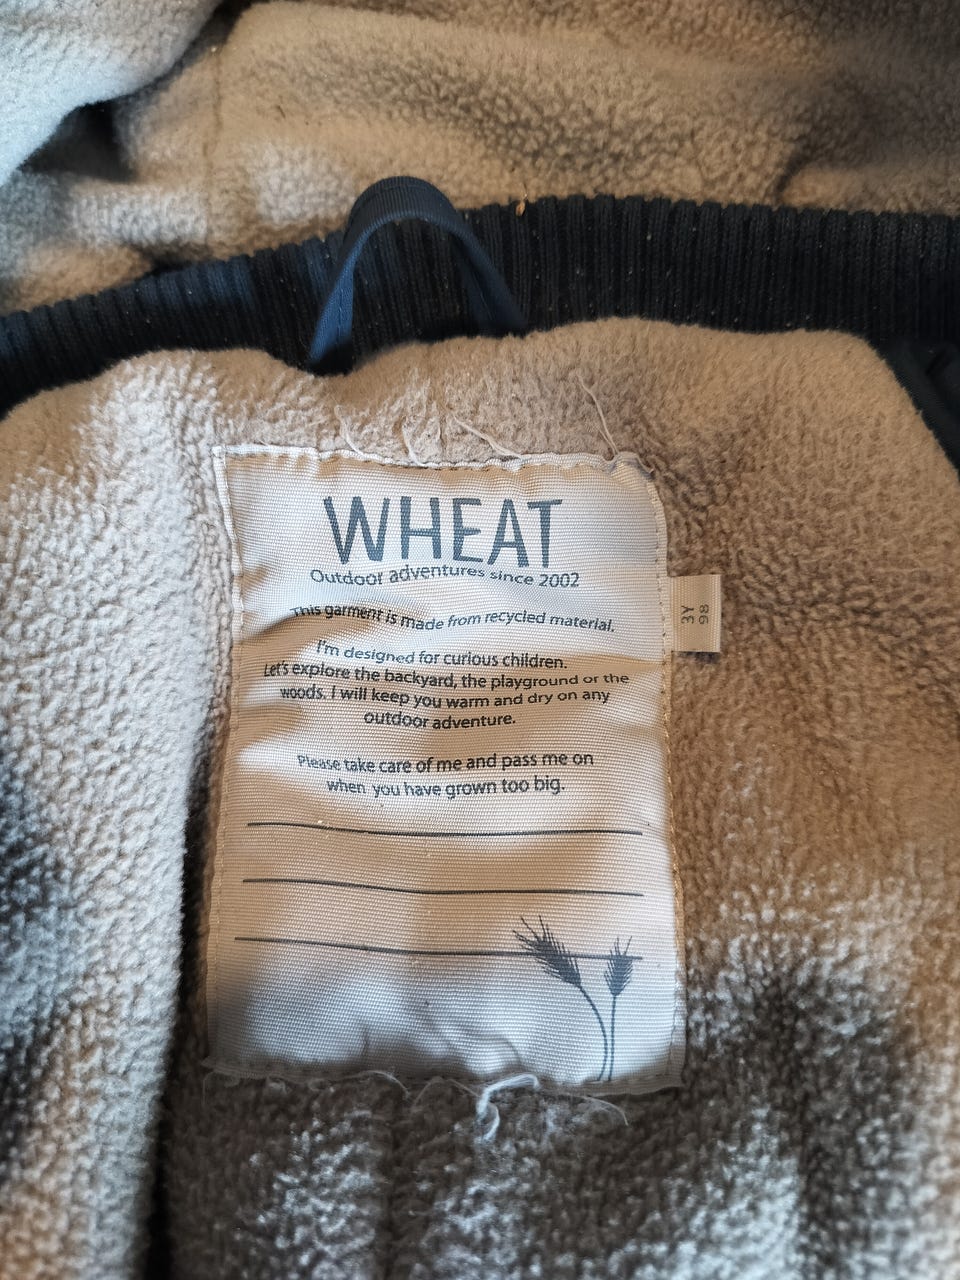 WHEAT
Outdoor adventures since 2002
This garment is made from recycled material.
I'm designed for curious children.
Let's explore the backyard, the playground or the
woods. I will keep you warm and dry on any
outdoor adventure.
Please take care of me and pass me on
when you have grown too big.
3Y
98